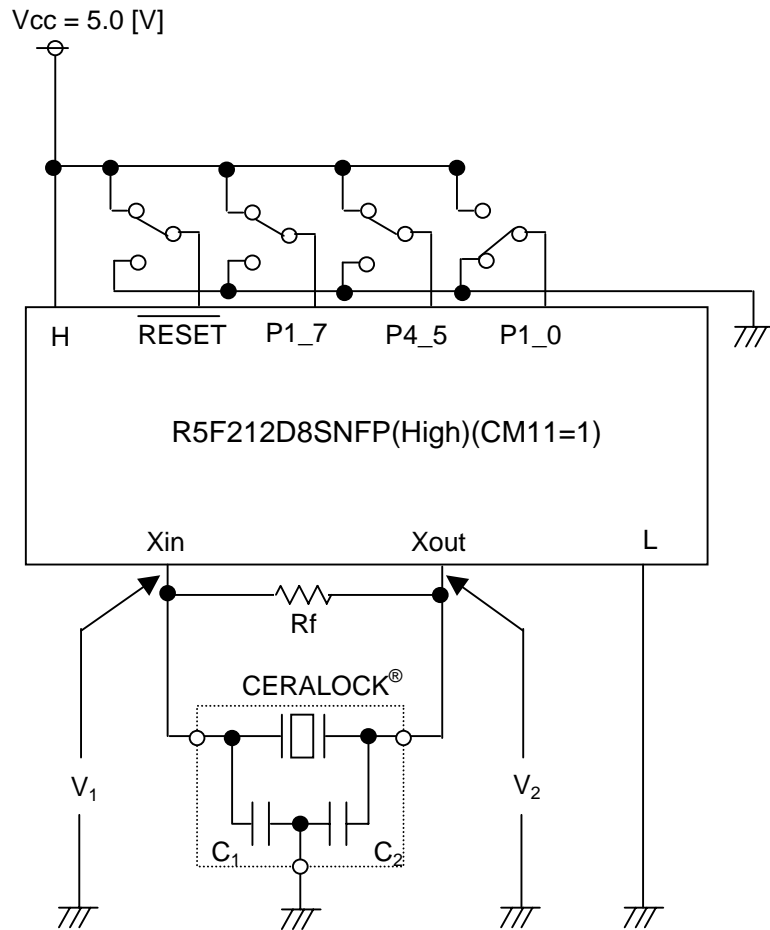 Vcc = 5.0 [V]
H RESET P1_7 P4_5 P1_0
R5F212D8SNFP(High)(CM11=1)
Xin Xout L
Rf
CERALOCK®
V1 V2
C1 C2